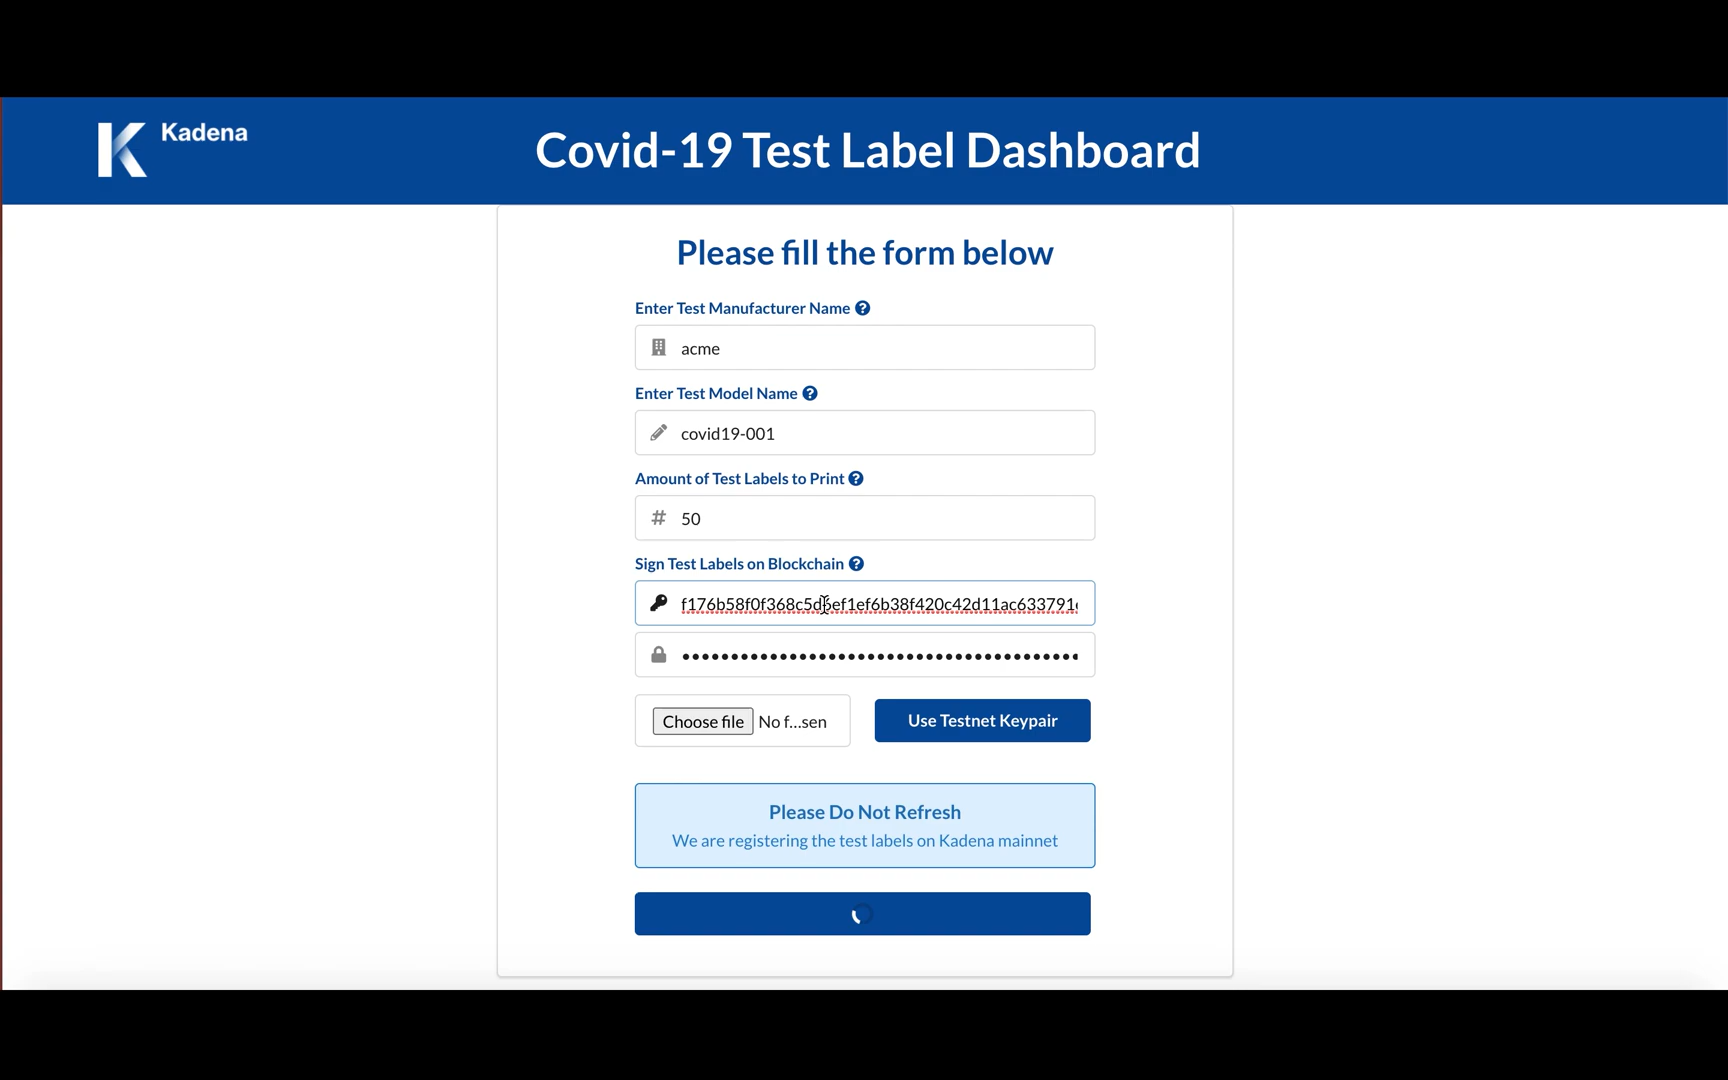 Kadena
Covid-19 Test Label Dashboard
Please fill the form below
Enter Test Manufacturer Name
acme
Enter Test Model Name
covid19-001
Amount of Test Labels to Print
# 50
Sign Test Labels on Blockchain
Choose file No f...sen
Use Testnet Keypair
Please Do Not Refresh
We are registering the test labels on Kadena mainnet